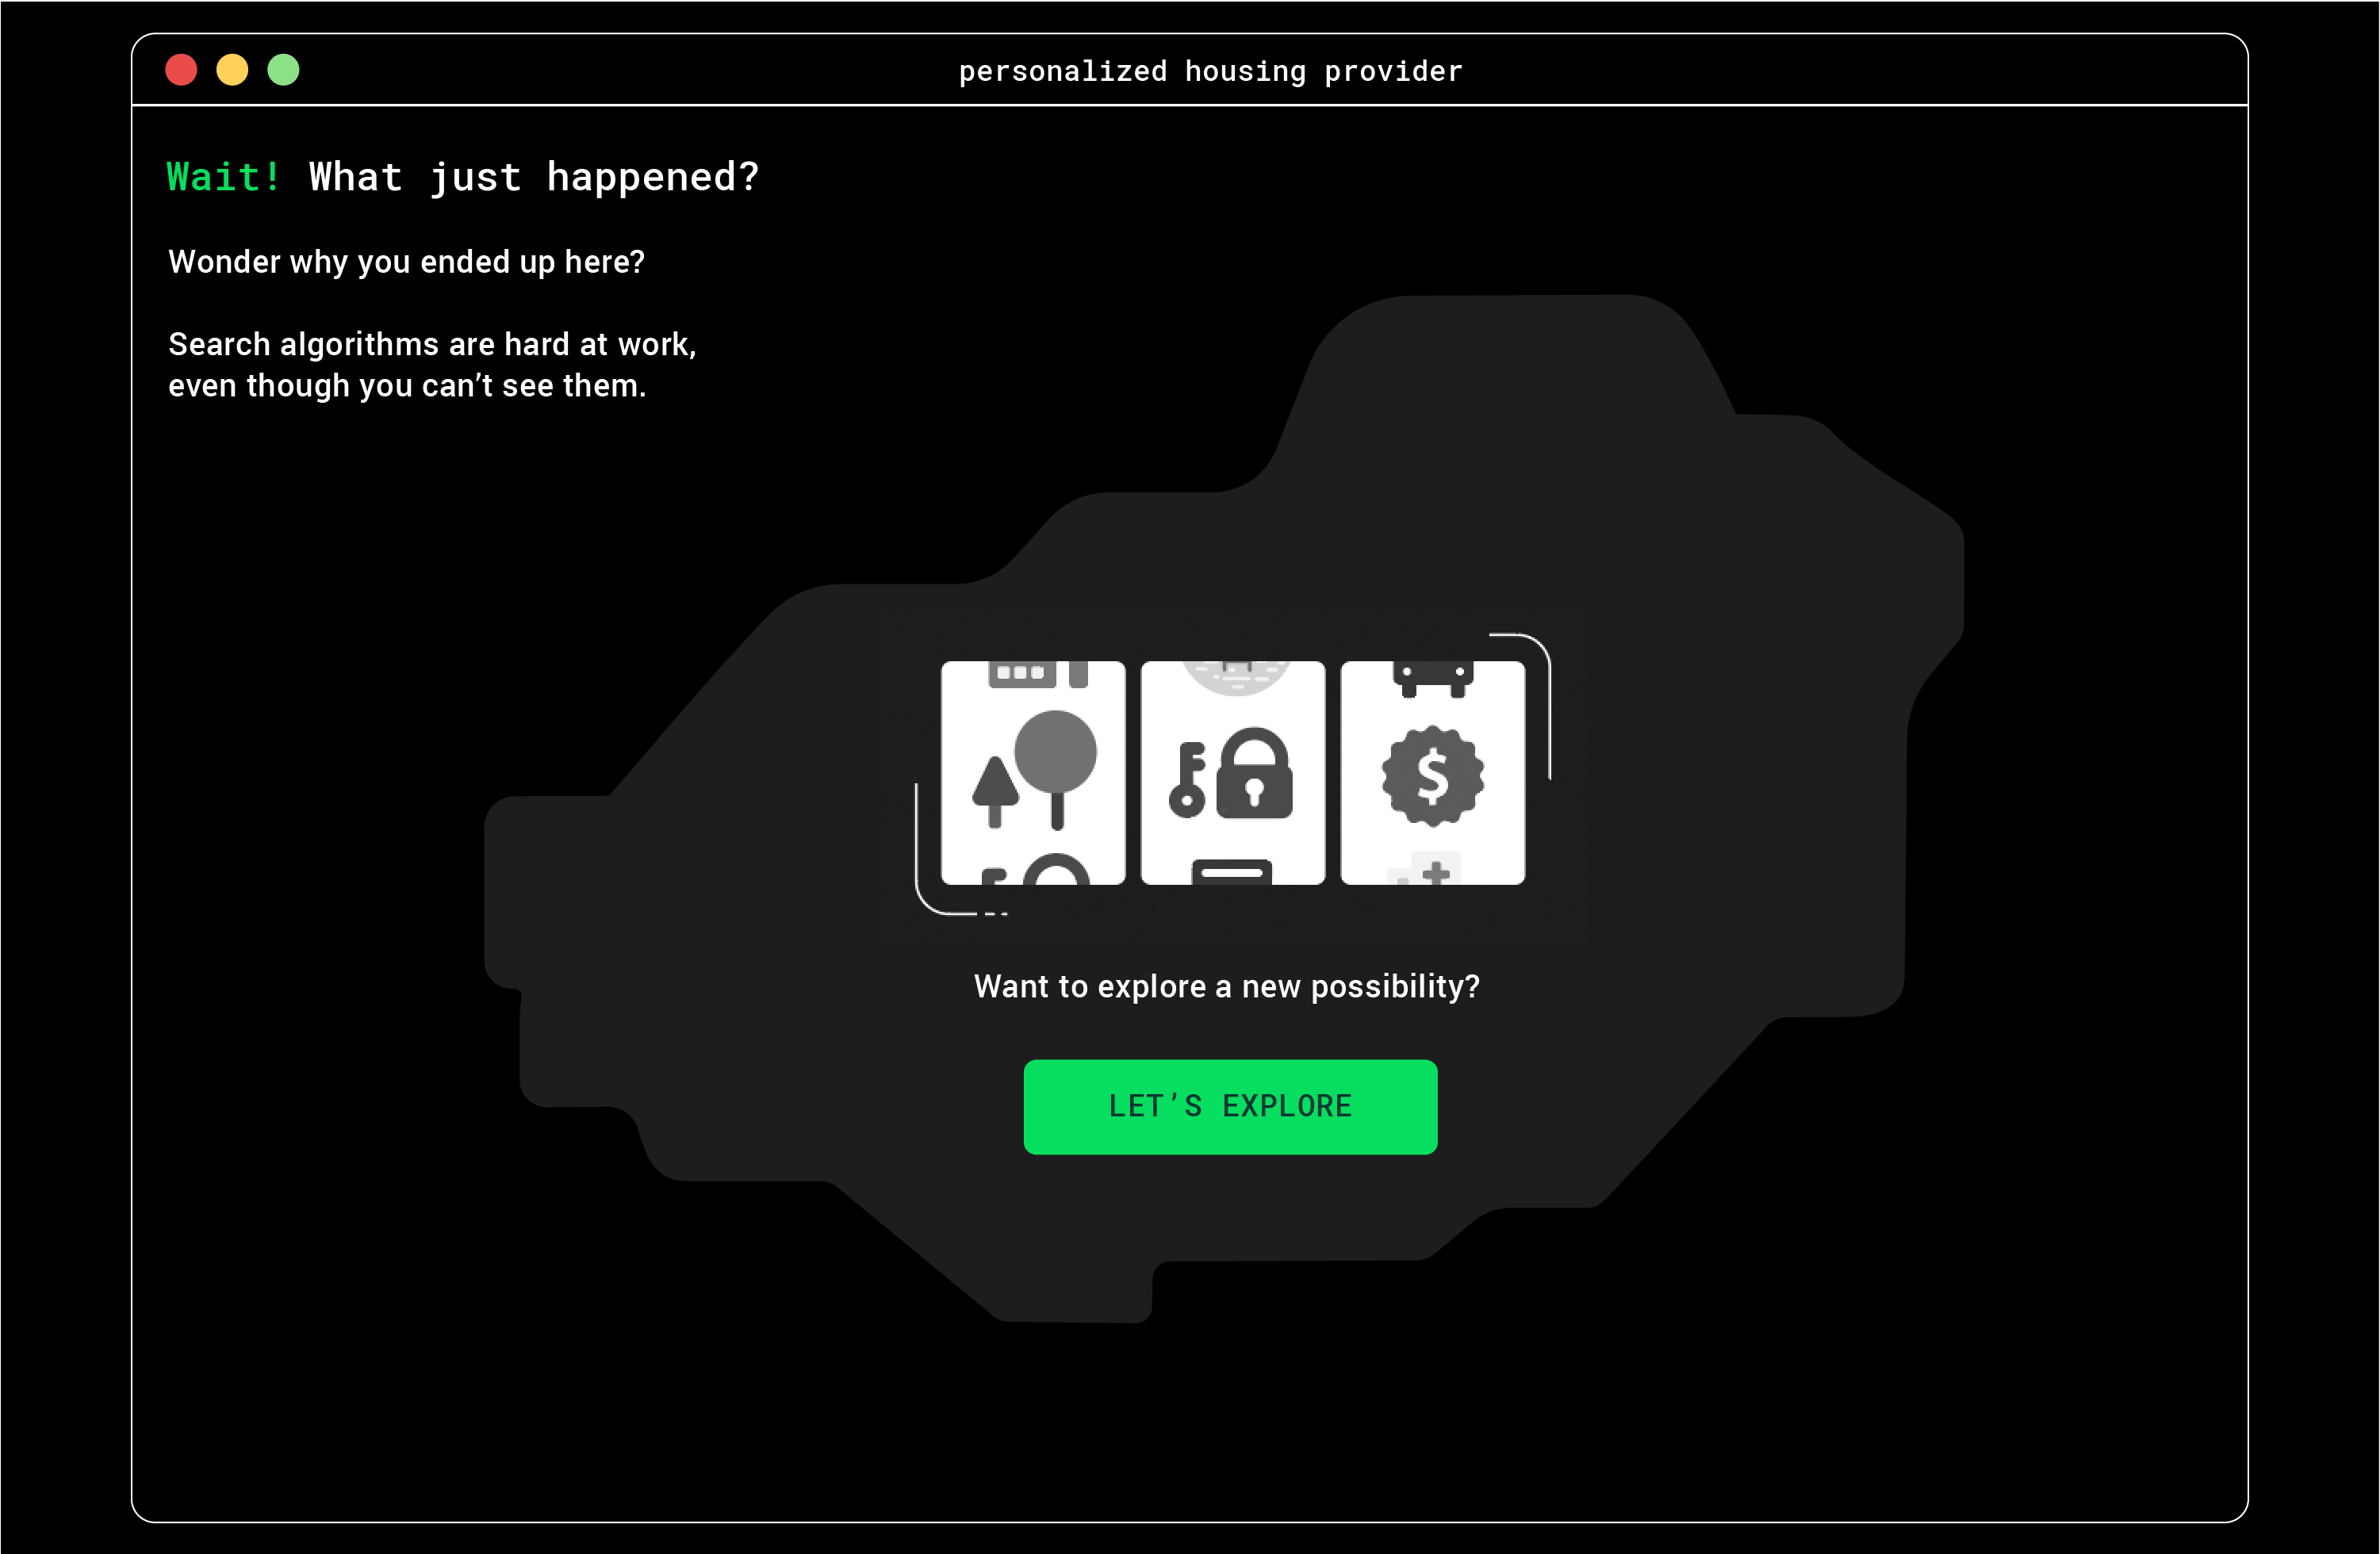 personalized housing provider
Wait! What just happened?
Wonder why you ended up here?
Search algorithms are hard at work,
even though you can’t see them.
$
Want to explore a new possibility?
LET’S EXPLORE